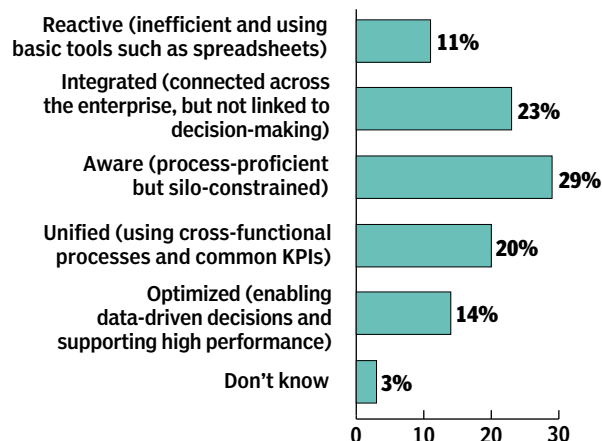 Reactive (inefficient and using
basic tools such as spreadsheets)
11%
Integrated (connected across
the enterprise, but not linked to
decision-making)
23%
Aware (process-proficient
but silo-constrained)
29%
Unified (using cross-functional
processes and common KPIs)
20%
Optimized (enabling
data-driven decisions and
supporting high performance)
14%
Don't know
3%
0 10 20 30